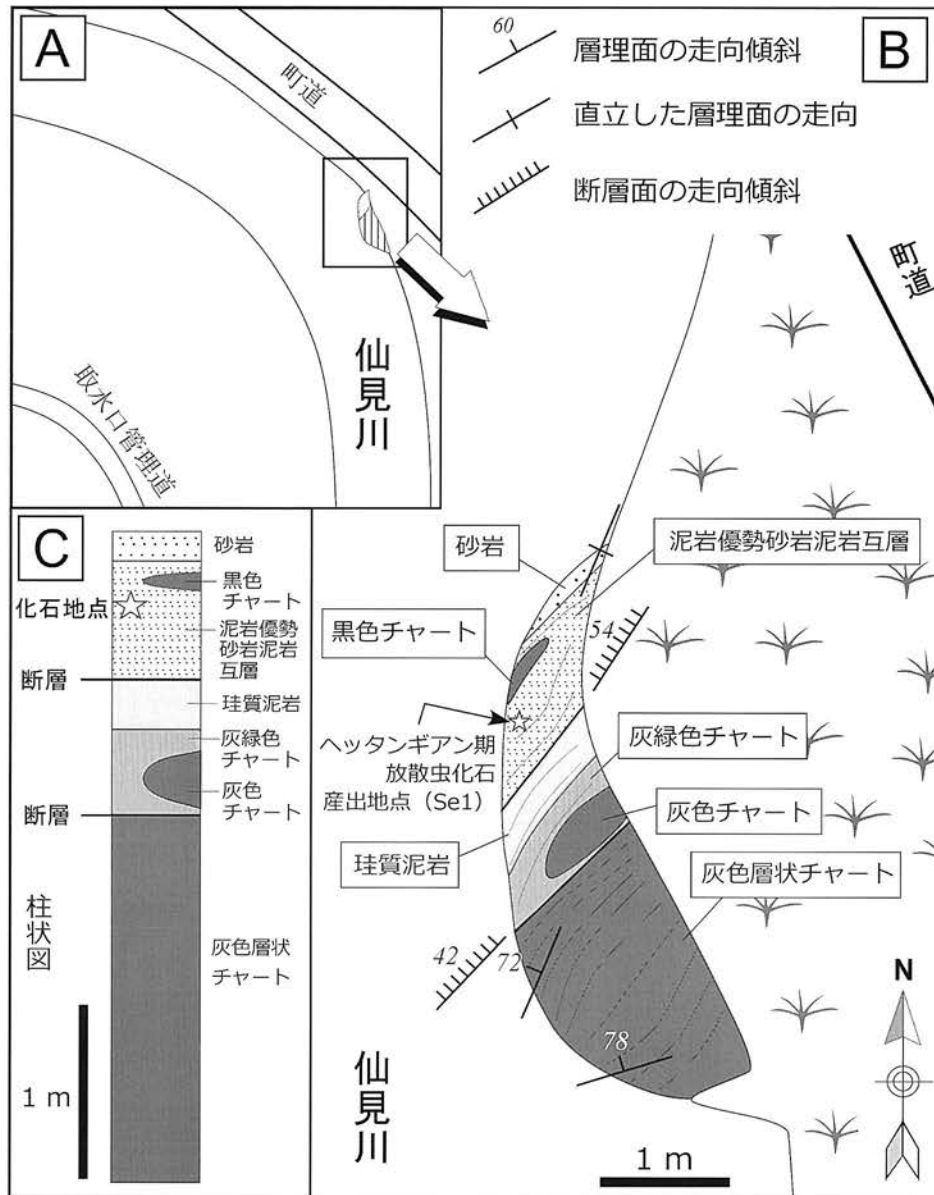 A
町道
仙見川
取水口管理道
B
60
層理面の走向傾斜
直立した層理面の走向
断層面の走向傾斜
町道
砂岩
泥岩優勢砂岩泥岩互層
54
黒色チャート
ヘッタンギアン期
放散虫化石
産出地点（Se1）
灰緑色チャート
灰色チャート
珪質泥岩
灰色層状チャート
42
72
78
仙見川
N
1 m
C
砂岩
黒色
チャート
化石地点
泥岩優勢
砂岩泥岩
互層
断層
珪質泥岩
灰緑色
チャート
灰色
チャート
断層
柱状図
灰色層状
チャート
1 m